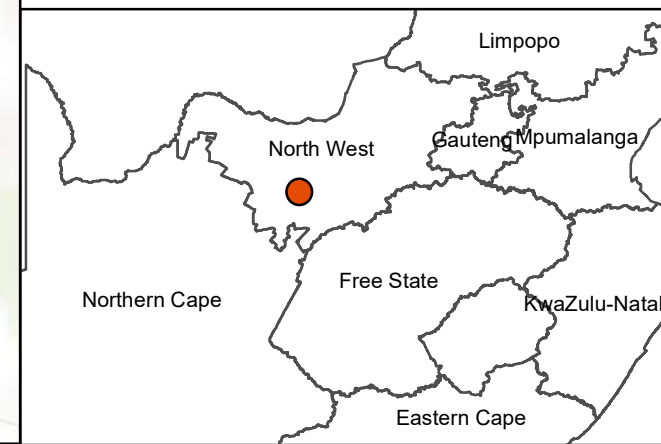 Limpopo
North West
Gauteng
Mpumalanga
Free State
Northern Cape
KwaZulu-Natal
Eastern Cape